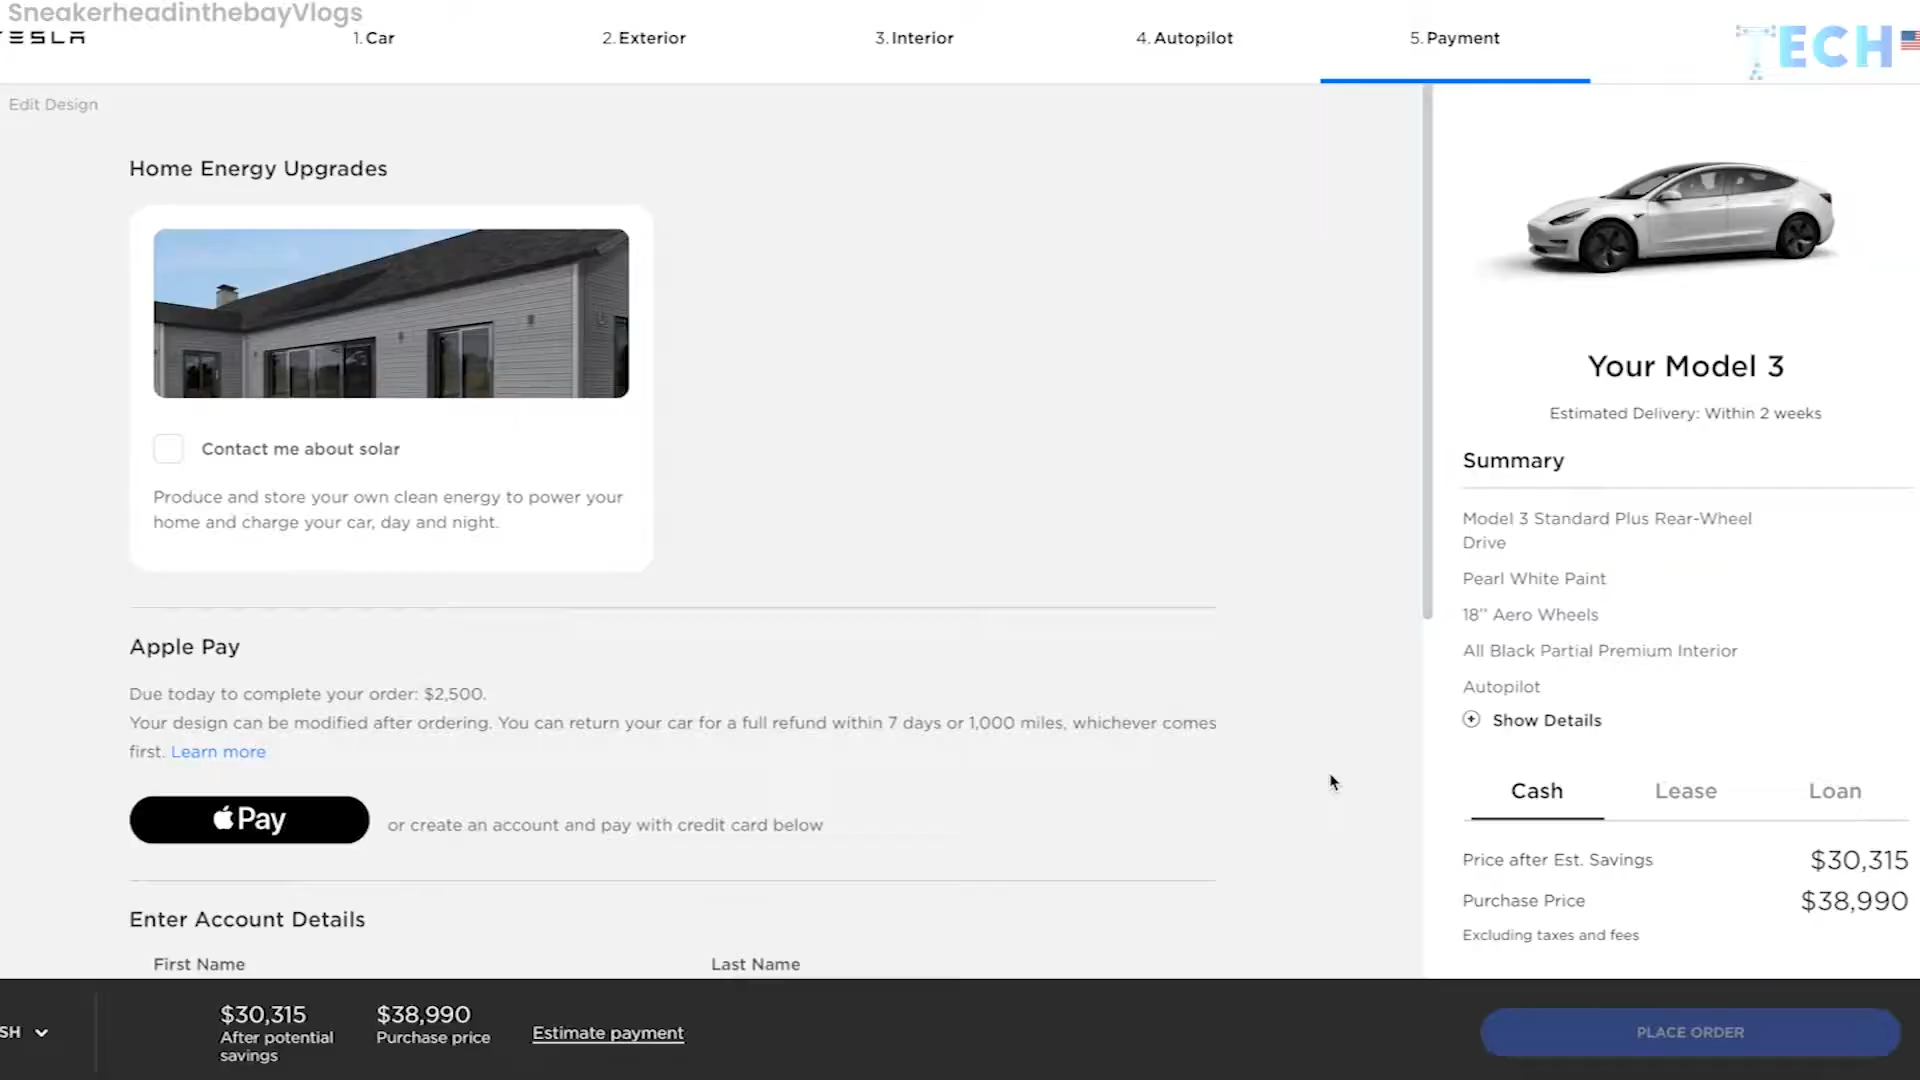 SneakerheadinthebayVlogs
TESLA
1. Car
2. Exterior
3. Interior
4. Autopilot
5. Payment
TECH
Edit Design
Home Energy Upgrades
Contact me about solar
Produce and store your own clean energy to power your
home and charge your car, day and night.
Apple Pay
Due today to complete your order: $2,500.
Your design can be modified after ordering. You can return your car for a full refund within 7 days or 1,000 miles, whichever comes
first. Learn more
Pay
or create an account and pay with credit card below
Enter Account Details
First Name
Last Name
Your Model 3
Estimated Delivery: Within 2 weeks
Summary
Model 3 Standard Plus Rear-Wheel
Drive
Pearl White Paint
18’’ Aero Wheels
All Black Partial Premium Interior
Autopilot
Show Details
Cash
Lease
Loan
Price after Est. Savings
$30,315
Purchase Price
$38,990
Excluding taxes and fees
SH
$30,315
After potential
savings
$38,990
Purchase price
Estimate payment
PLACE ORDER